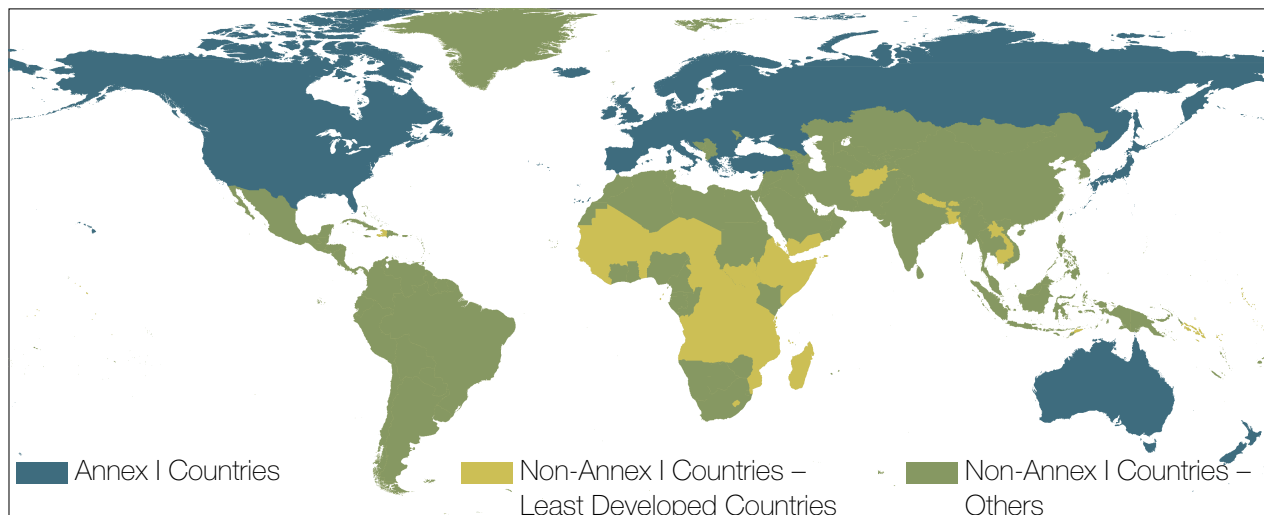 Annex I Countries
Non-Annex I Countries –
Least Developed Countries
Non-Annex I Countries –
Others